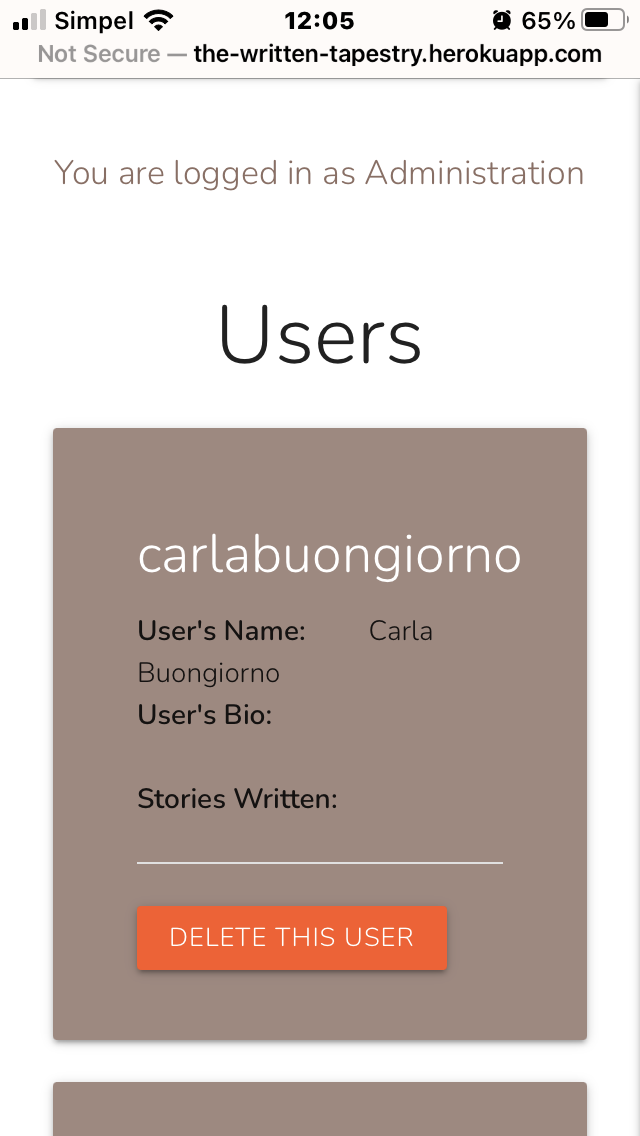 Simpel 12:05 65%
Not Secure — the-written-tapestry.herokuapp.com
You are logged in as Administration
Users
carlabuongiorno
User's Name: Carla
Buongiorno
User's Bio:
Stories Written:
DELETE THIS USER